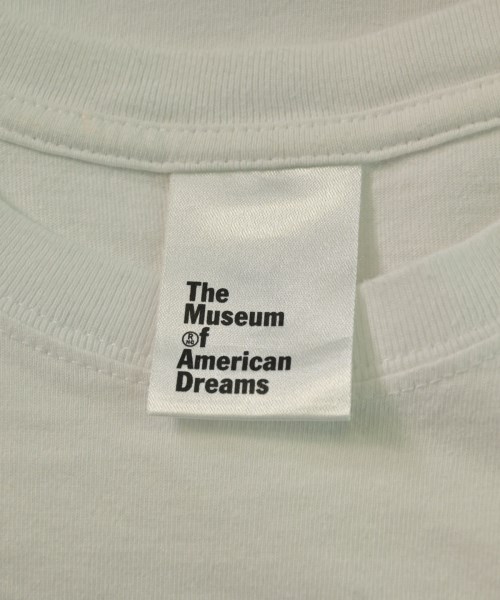 The
Museum
of
American
Dreams